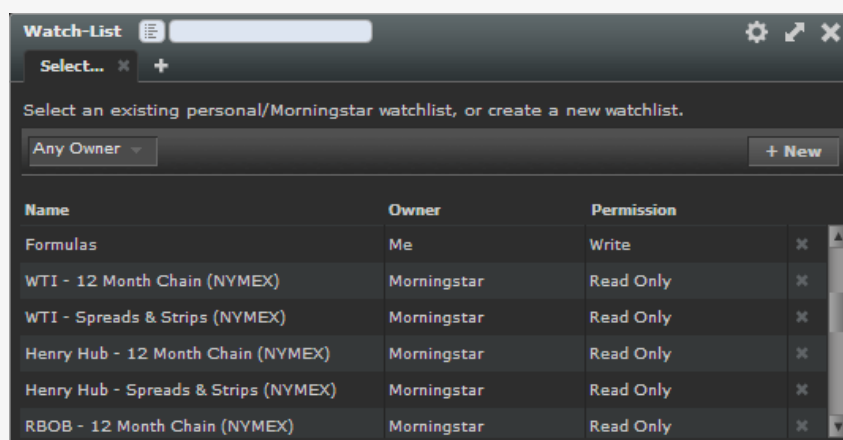 Watch-List
Select...
Select an existing personal/Morningstar watchlist, or create a new watchlist.
Any Owner + New
Name Owner Permission
Formulas Me Write
WTI - 12 Month Chain (NYMEX) Morningstar Read Only
WTI - Spreads & Strips (NYMEX) Morningstar Read Only
Henry Hub - 12 Month Chain (NYMEX) Morningstar Read Only
Henry Hub - Spreads & Strips (NYMEX) Morningstar Read Only
RBOB - 12 Month Chain (NYMEX) Morningstar Read Only